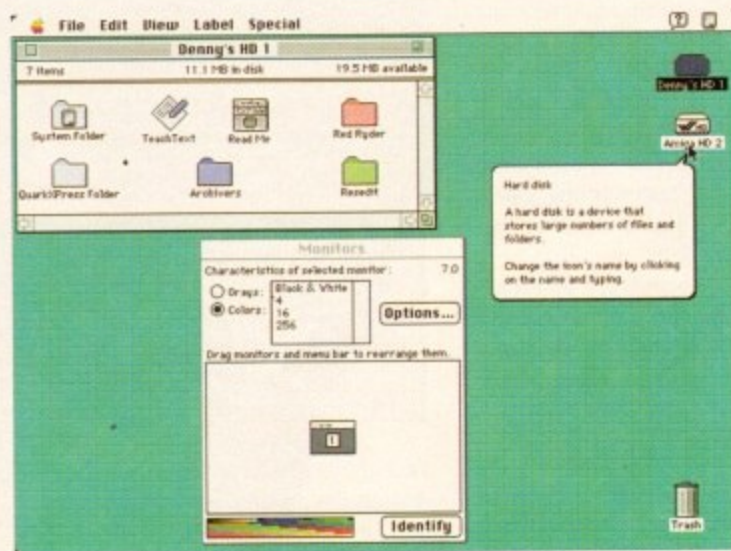 File Edit View Label Special
Denny's HD 1
7 items 11.1 MB in disk 19.5 MB available
System Folder TeachText Read Me Red Ryder
QuarkXPress Folder Archivers Resedit
Denny's HD 1
Amiga HD 2
Hard disk
A hard disk is a device that
stores large numbers of files and
folders.
Change the icon's name by clicking
on the name and typing.
Monitors
Characteristics of selected monitor: 7.0
Grays:
Colors:
Black & White
4
16
256
Options...
Drag monitors and menu bar to rearrange them.
1
Identify
Trash